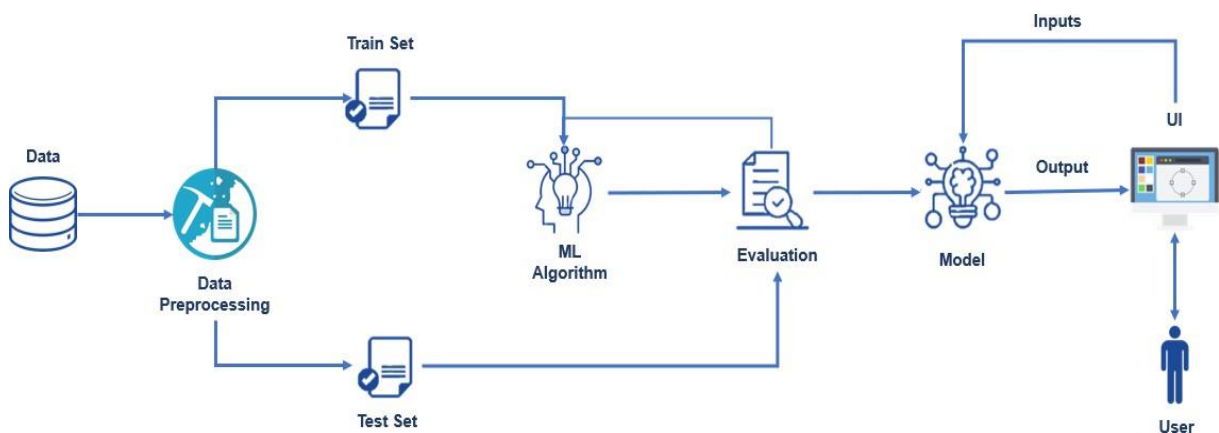 Inputs
Train Set
UI
Data
Output
ML
Algorithm
Evaluation
Model
Data
Preprocessing
Test Set
User